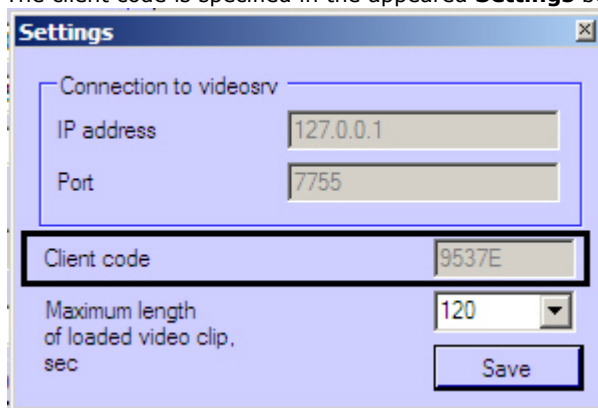 The client code is specified in the appeared Settings
Settings
Connection to videosrv
IP address 127.0.0.1
Port 7755
Client code 9537E
Maximum length 120
of loaded video clip,
sec
Save